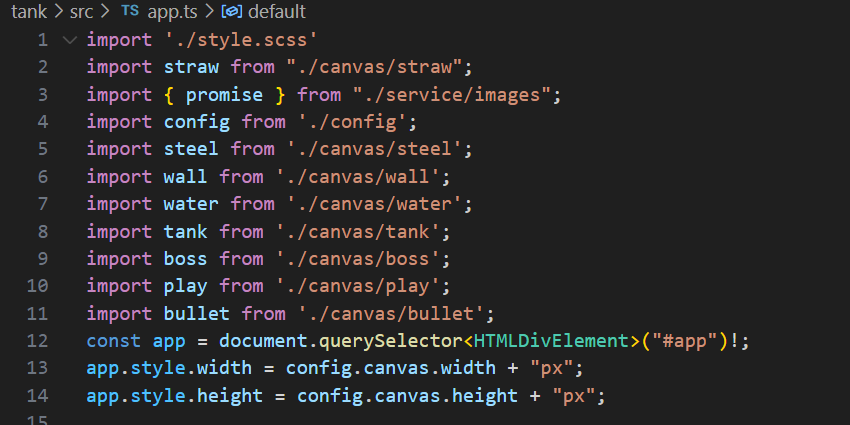 tank > src > TS app.ts > default
1 import './style.scss'
2 import straw from "./canvas/straw";
3 import { promise } from "./service/images";
4 import config from './config';
5 import steel from './canvas/steel';
6 import wall from './canvas/wall';
7 import water from './canvas/water';
8 import tank from './canvas/tank';
9 import boss from './canvas/boss';
10 import play from './canvas/play';
11 import bullet from './canvas/bullet';
12 const app = document.querySelector<HTMLDivElement>("#app")!;
13 app.style.width = config.canvas.width + "px";
14 app.style.height = config.canvas.height + "px";
15